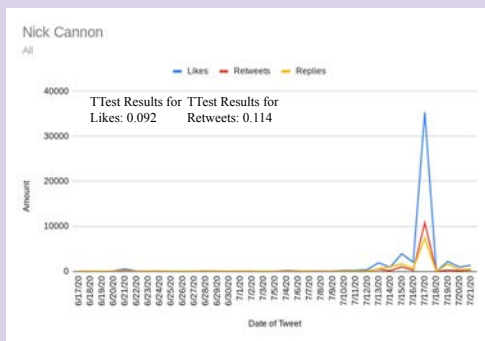 Nick Cannon
All
Likes Retweets Replies
TTest Results for TTest Results for
Likes: 0.092 Retweets: 0.114
40000
30000
20000
10000
0
Amount
6/17/20 6/18/20 6/19/20 6/20/20 6/21/20 6/22/20 6/23/20 6/24/20 6/25/20 6/26/20 6/27/20 6/28/20 6/29/20 6/30/20 7/1/20 7/2/20 7/3/20 7/4/20 7/5/20 7/6/20 7/7/20 7/8/20 7/9/20 7/10/20 7/11/20 7/12/20 7/13/20 7/14/20 7/15/20 7/16/20 7/17/20 7/18/20 7/19/20 7/20/20 7/21/20
Date of Tweet